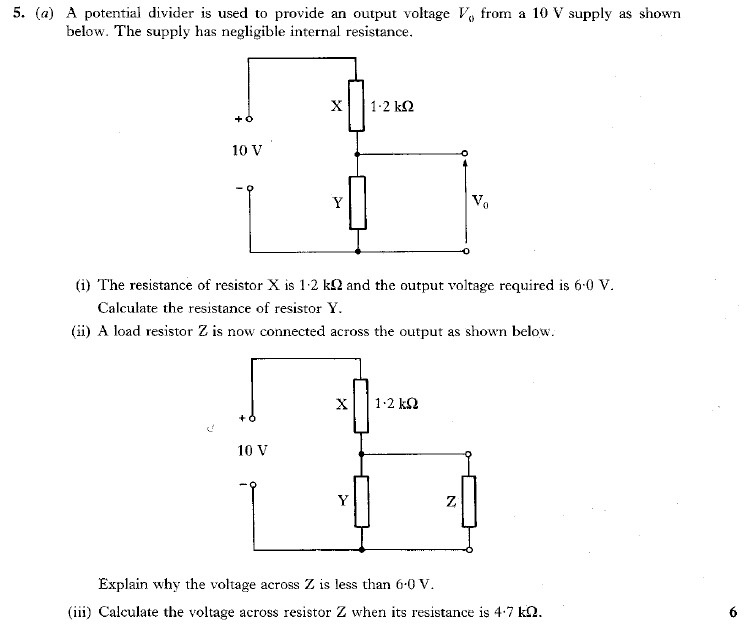 5. (a) A potential divider is used to provide an output voltage V₀ from a 10 V supply as shown
below. The supply has negligible internal resistance.
X 1·2 kΩ
+
10 V
−
Y
V₀
(i) The resistance of resistor X is 1·2 kΩ and the output voltage required is 6·0 V.
Calculate the resistance of resistor Y.
(ii) A load resistor Z is now connected across the output as shown below.
X 1·2 kΩ
+
10 V
−
Y
Z
Explain why the voltage across Z is less than 6·0 V.
(iii) Calculate the voltage across resistor Z when its resistance is 4·7 kΩ. 6